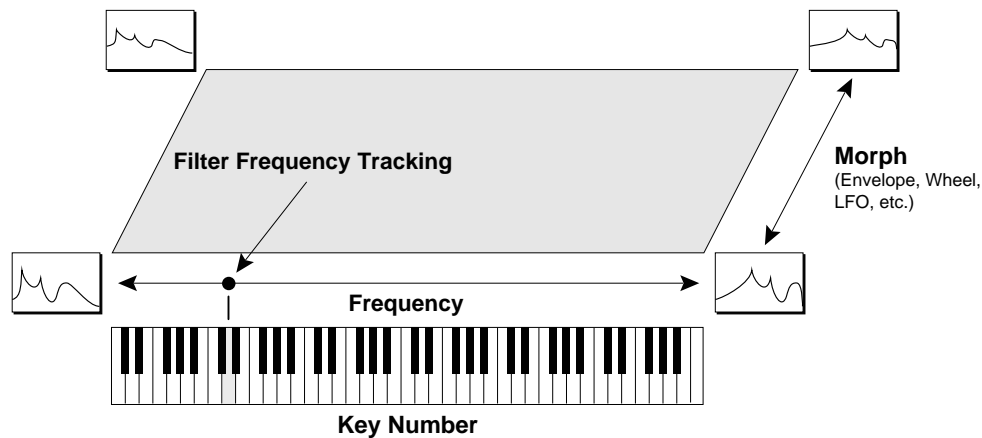 Filter Frequency Tracking
Morph
(Envelope, Wheel,
LFO, etc.)
Frequency
Key Number